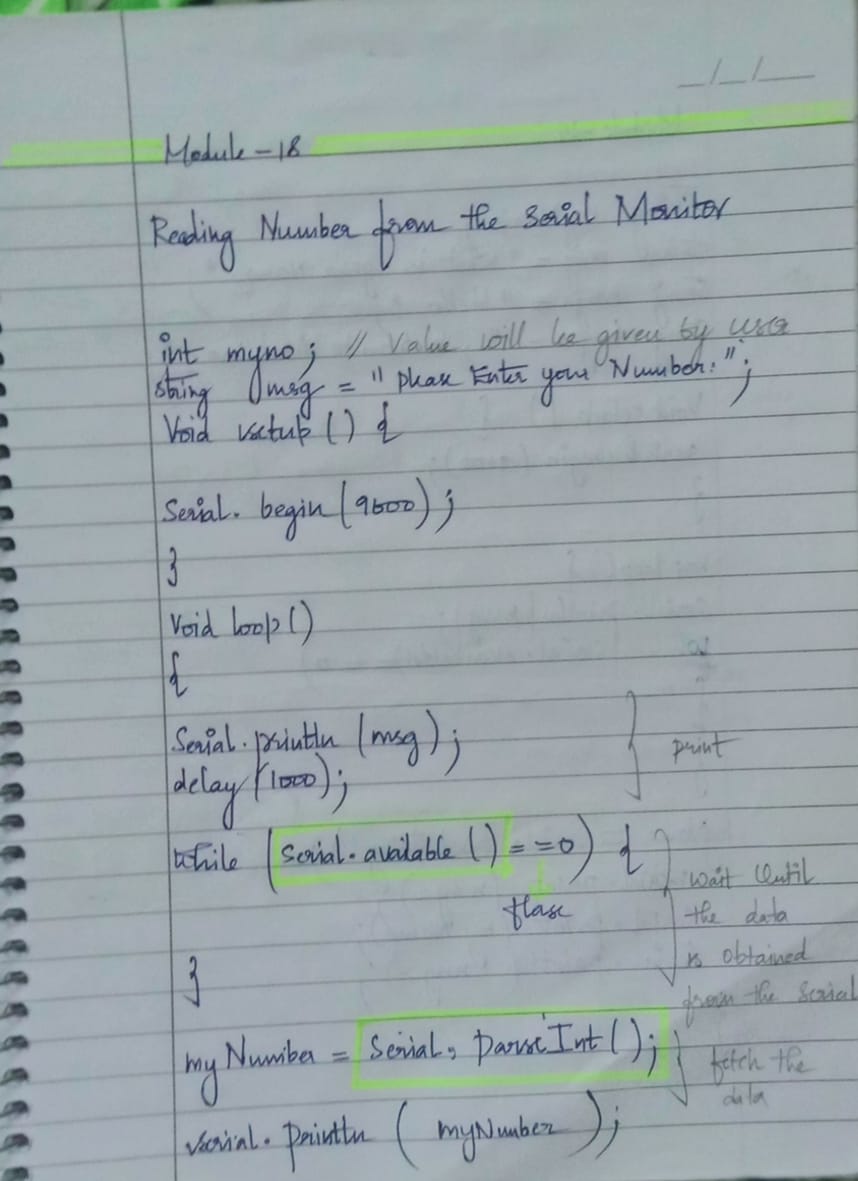 _/_/__
Module - 18
Reading Number from the Serial Monitor
int myno; // Value will be given by user
string msg = "please Enter your Number:";
Void setup () {
Serial. begin (9600);
}
Void loop ()
{
Serial. println (msg);
delay (1000);
print
while (Serial. available () = = 0) {
flase
wait Until
the data
is obtained
from the serial
}
myNumber = Serial, parseInt ();
fetch the
data
serial. println ( myNumber );